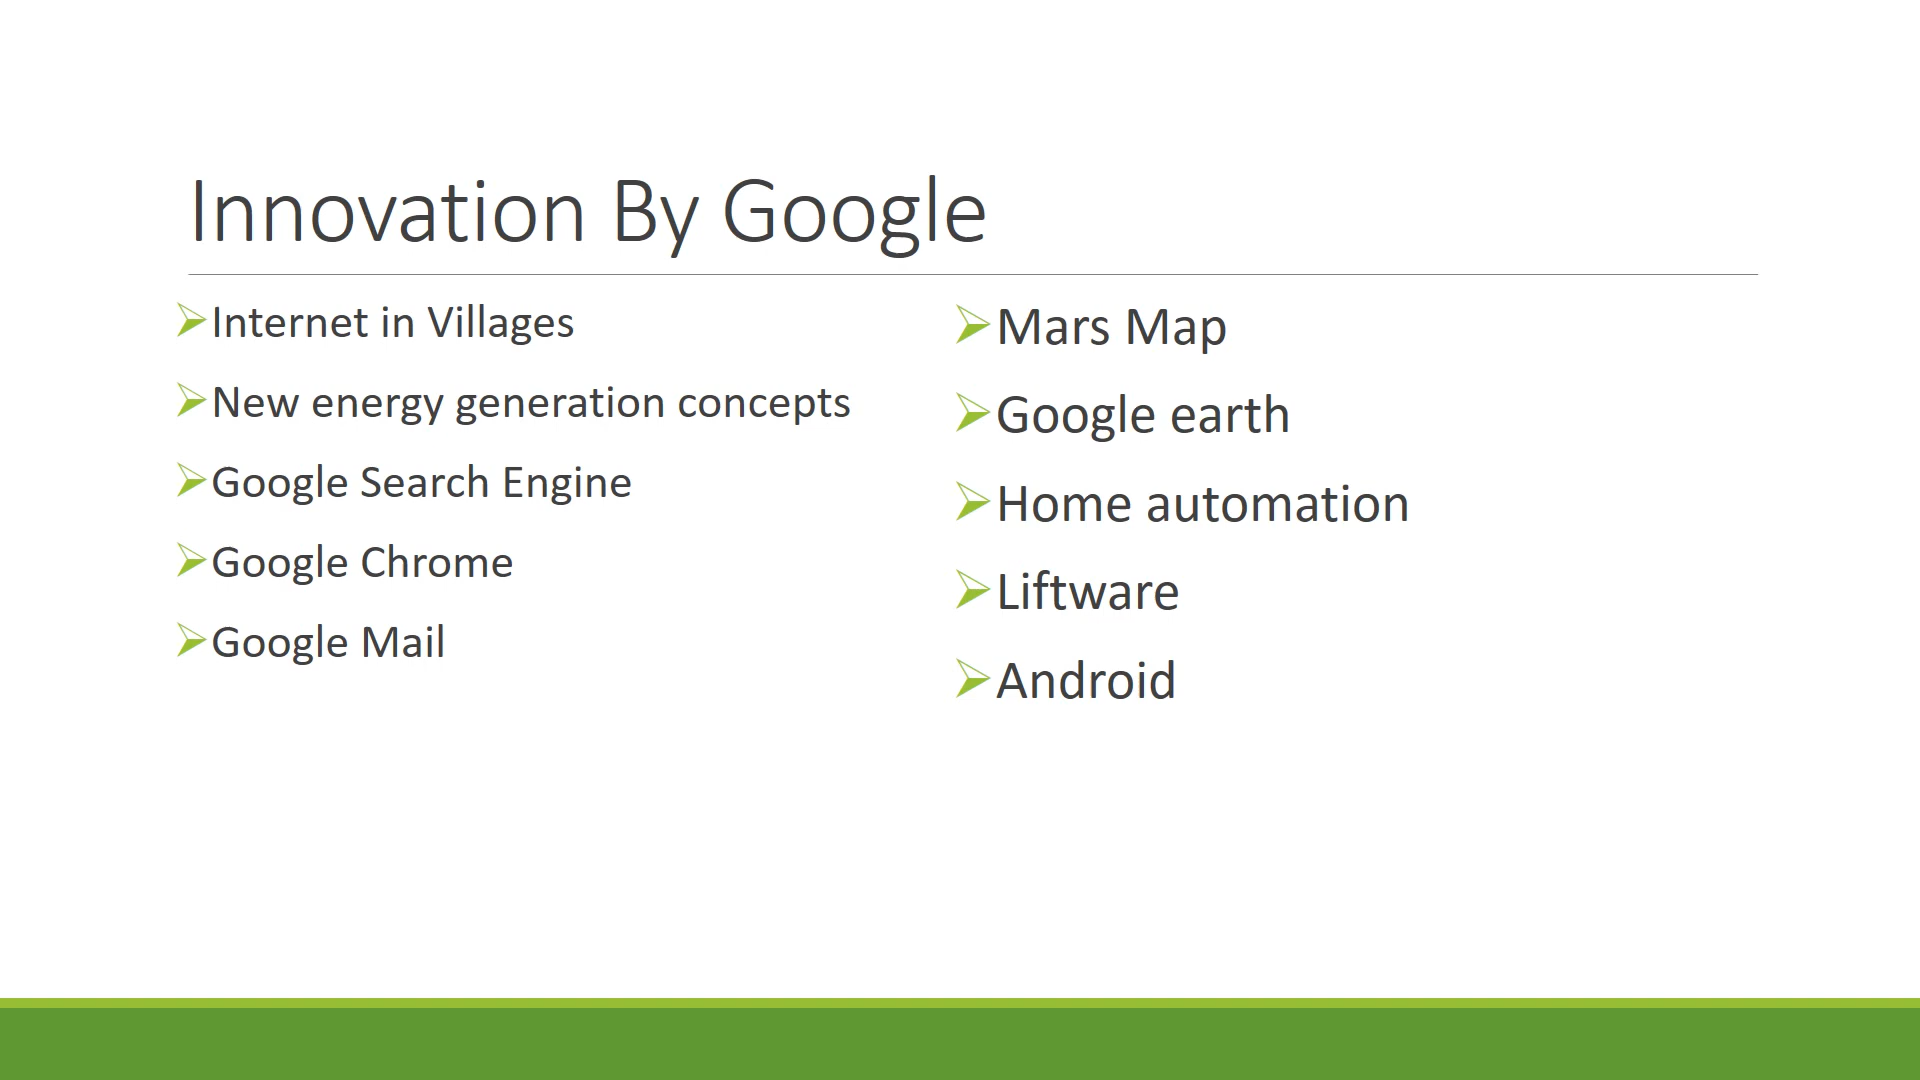 Innovation By Google
Internet in Villages
New energy generation concepts
Google Search Engine
Google Chrome
Google Mail
Mars Map
Google earth
Home automation
Liftware
Android